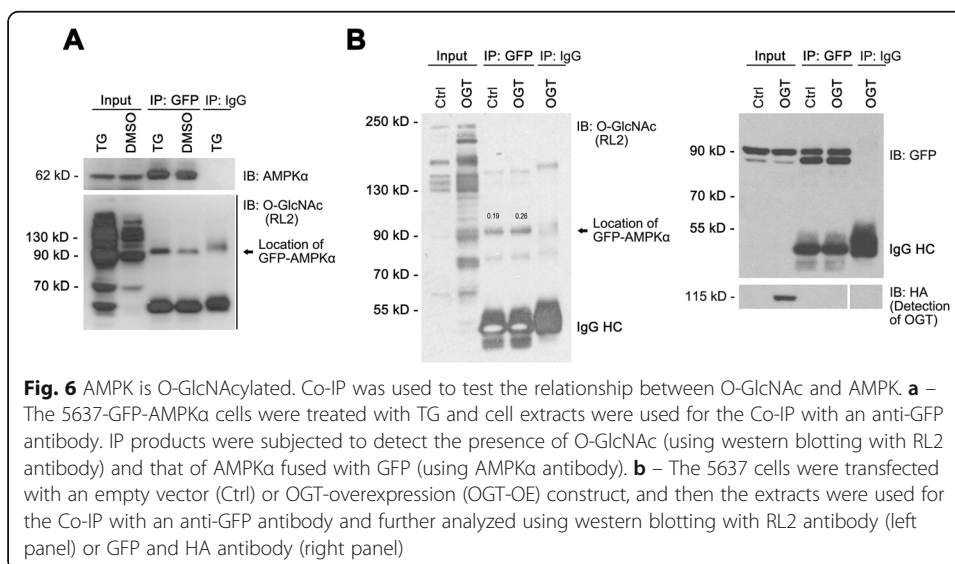 A
Input IP: GFP IP: IgG
TG DMSO TG DMSO TG
62 kD - IB: AMPKα
IB: O-GlcNAc
(RL2)
130 kD -
90 kD -
Location of
GFP-AMPKα
70 kD -
B
Input IP: GFP IP: IgG
Ctrl OGT Ctrl OGT OGT
250 kD - IB: O-GlcNAc
(RL2)
130 kD -
0.19 0.26
90 kD - Location of
GFP-AMPKα
70 kD -
55 kD -
IgG HC
Input IP: GFP IP: IgG
Ctrl OGT Ctrl OGT OGT
90 kD - IB: GFP
70 kD -
55 kD -
IgG HC
115 kD - IB: HA
(Detection
of OGT)
Fig. 6 AMPK is O-GlcNAcylated. Co-IP was used to test the relationship between O-GlcNAc and AMPK. a –
The 5637-GFP-AMPKα cells were treated with TG and cell extracts were used for the Co-IP with an anti-GFP
antibody. IP products were subjected to detect the presence of O-GlcNAc (using western blotting with RL2
antibody) and that of AMPKα fused with GFP (using AMPKα antibody). b – The 5637 cells were transfected
with an empty vector (Ctrl) or OGT-overexpression (OGT-OE) construct, and then the extracts were used for
the Co-IP with an anti-GFP antibody and further analyzed using western blotting with RL2 antibody (left
panel) or GFP and HA antibody (right panel)